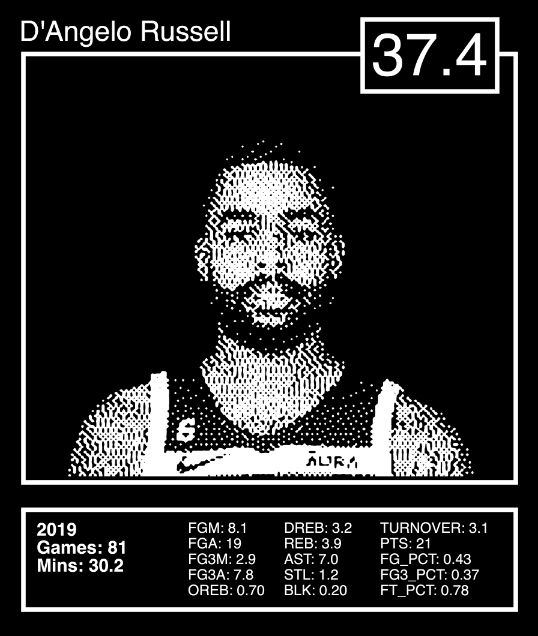 D'Angelo Russell
37.4
6
2019
Games: 81
Mins: 30.2
FGM: 8.1
FGA: 19
FG3M: 2.9
FG3A: 7.8
OREB: 0.70
DREB: 3.2
REB: 3.9
AST: 7.0
STL: 1.2
BLK: 0.20
TURNOVER: 3.1
PTS: 21
FG_PCT: 0.43
FG3_PCT: 0.37
FT_PCT: 0.78